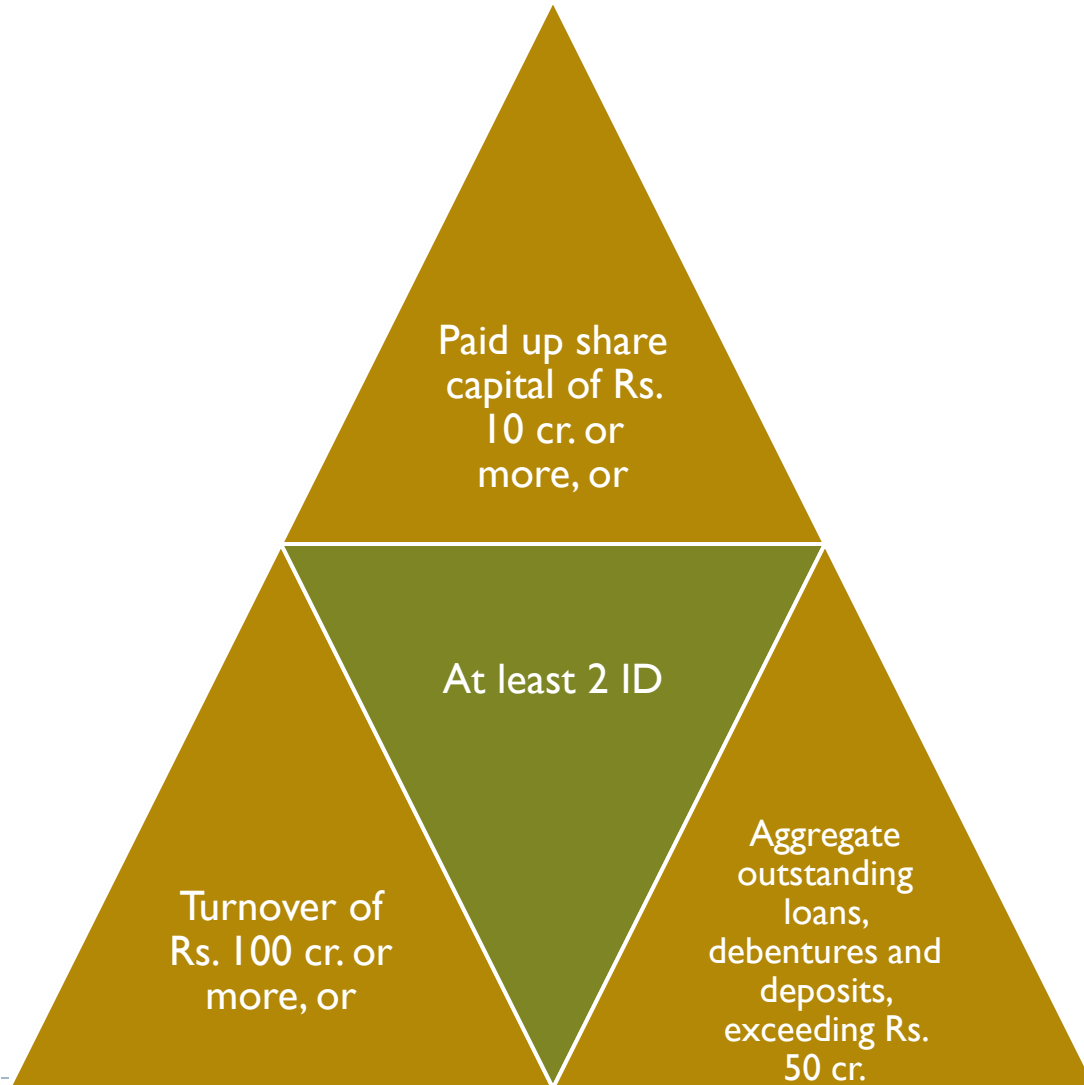 Paid up share
capital of Rs.
10 cr. or
more, or
At least 2 ID
Turnover of
Rs. 100 cr. or
more, or
Aggregate
outstanding
loans,
debentures and
deposits,
exceeding Rs.
50 cr.